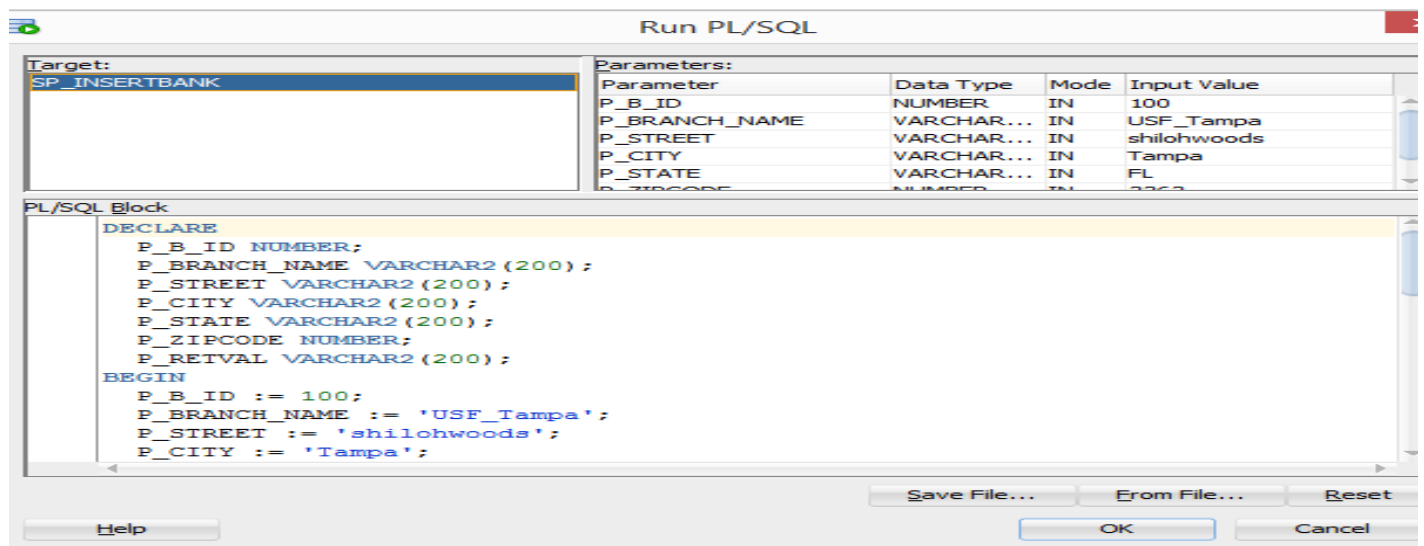 Run PL/SQL
Target:
SP_INSERTBANK
Parameters:
Parameter Data Type Mode Input Value
P_B_ID NUMBER IN 100
P_BRANCH_NAME VARCHAR... IN USF_Tampa
P_STREET VARCHAR... IN shilohwoods
P_CITY VARCHAR... IN Tampa
P_STATE VARCHAR... IN FL
PL/SQL Block
DECLARE
P_B_ID NUMBER;
P_BRANCH_NAME VARCHAR2(200);
P_STREET VARCHAR2(200);
P_CITY VARCHAR2(200);
P_STATE VARCHAR2(200);
P_ZIPCODE NUMBER;
P_RETVAL VARCHAR2(200);
BEGIN
P_B_ID := 100;
P_BRANCH_NAME := 'USF_Tampa';
P_STREET := 'shilohwoods';
P_CITY := 'Tampa';
Save File... From File... Reset
Help OK Cancel